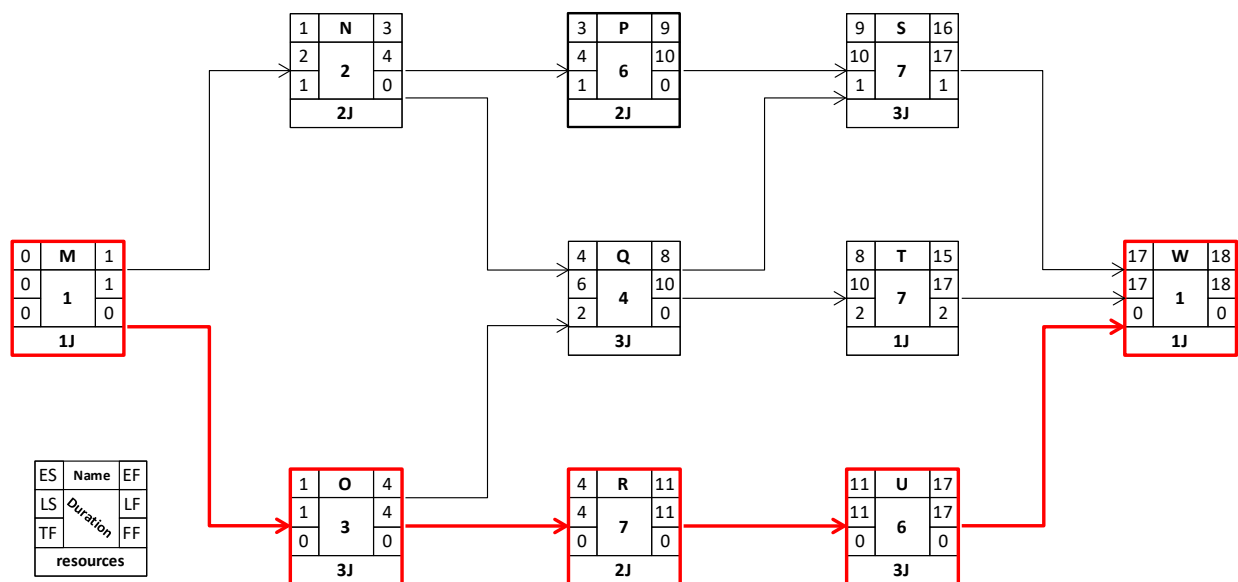 1 N 3
2 2 4
1 0
2J
3 P 9
4 6 10
1 0
2J
9 S 16
10 7 17
1 1
3J
0 M 1
0 1 1
0 0
1J
4 Q 8
6 4 10
2 0
3J
8 T 15
10 7 17
2 2
1J
17 W 18
17 1 18
0 0
1J
ES Name EF
LS Duration LF
TF FF
resources
1 O 4
1 3 4
0 0
3J
4 R 11
4 7 11
0 0
2J
11 U 17
11 6 17
0 0
3J